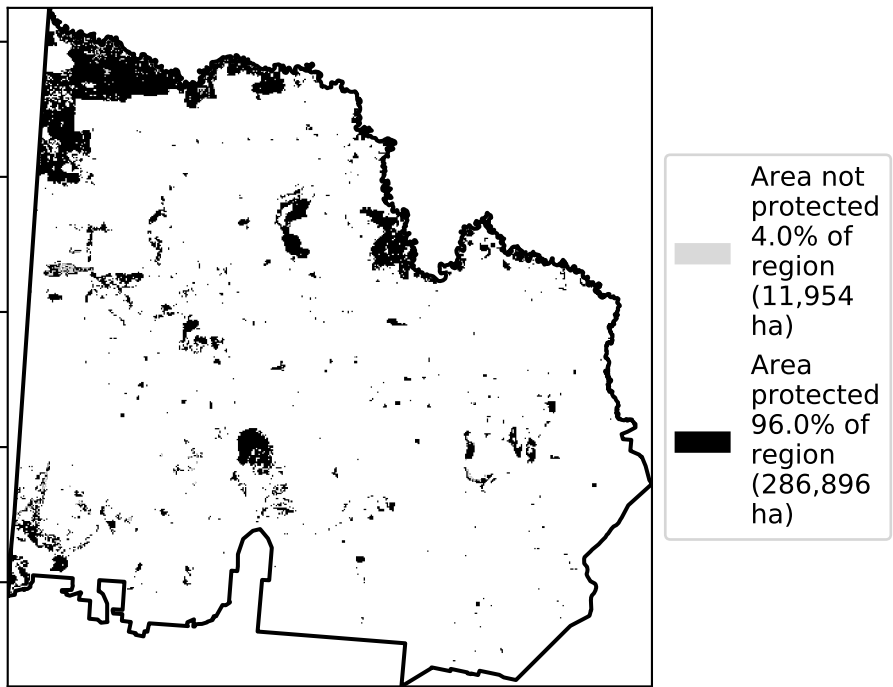 Area not
protected
4.0% of
region
(11,954
ha)
Area
protected
96.0% of
region
(286,896
ha)